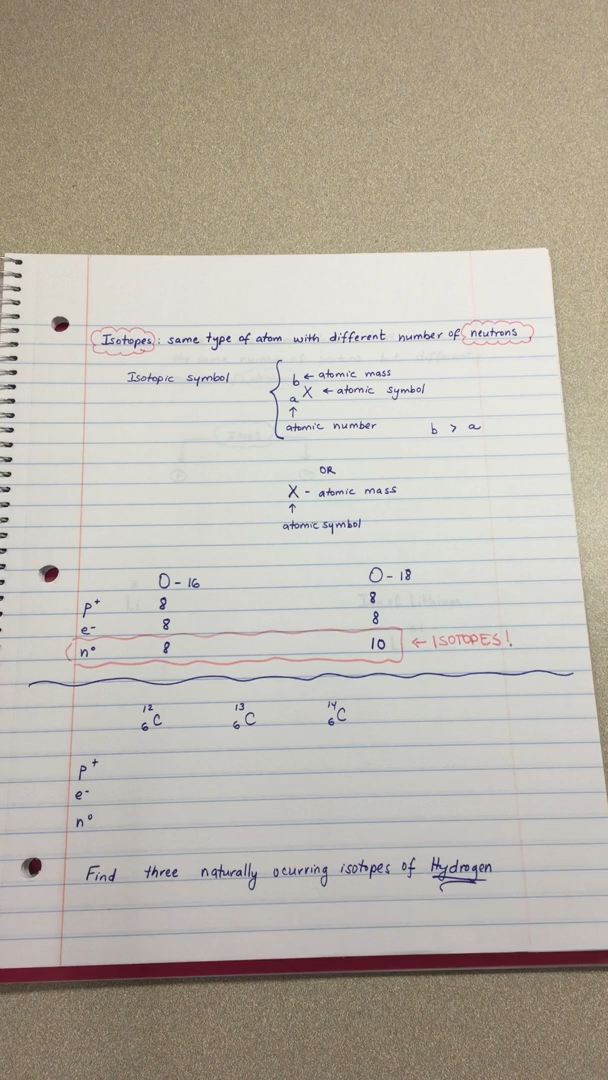 Isotopes: same type of atom with different number of neutrons
Isotopic symbol { b ← atomic mass
a X ← atomic symbol
↑
atomic number b > a
OR
X - atomic mass
↑
atomic symbol
O-16 O-18
p+ 8 8
e- 8 8
n° 8 10 ← ISOTOPES!
12 6 C 13 6 C 14 6 C
p+
e-
n°
Find three naturally ocurring isotopes of Hydrogen